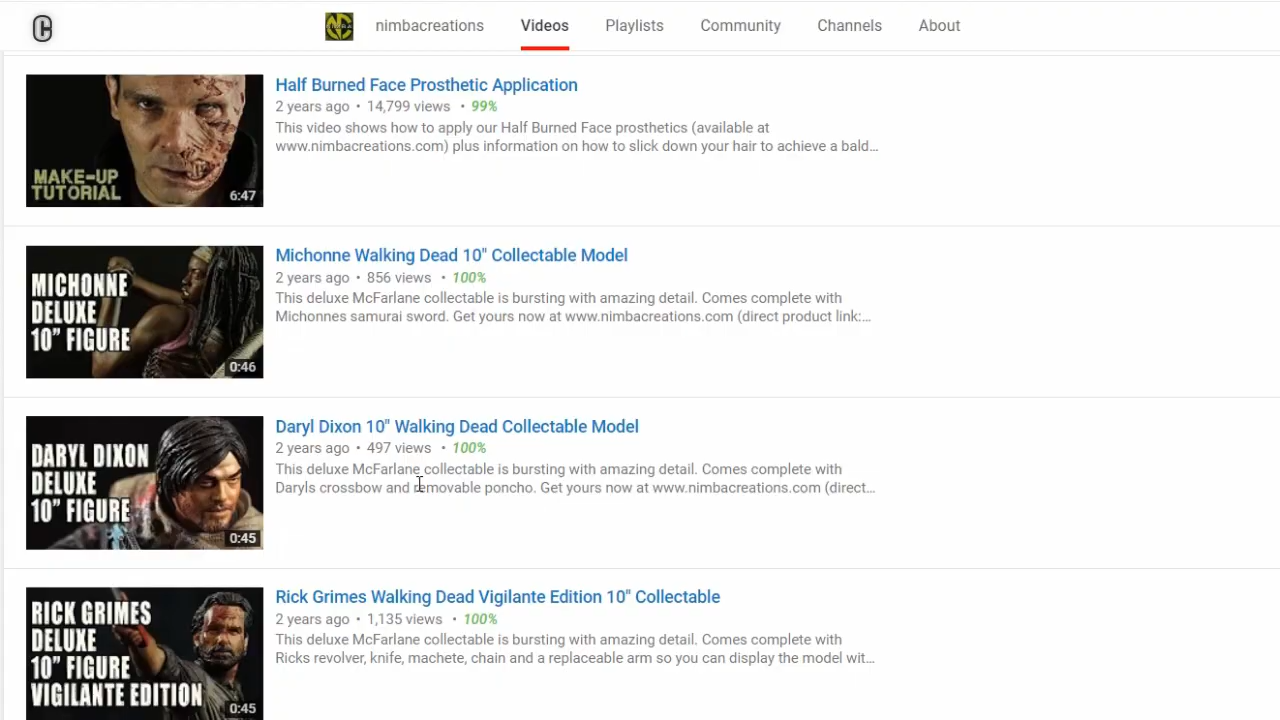 C
nimbacreations
Videos
Playlists
Community
Channels
About
MAKE-UP
TUTORIAL
6:47
Half Burned Face Prosthetic Application
2 years ago • 14,799 views • 99%
This video shows how to apply our Half Burned Face prosthetics (available at
www.nimbacreations.com) plus information on how to slick down your hair to achieve a bald...
MICHONNE
DELUXE
10" FIGURE
0:46
Michonne Walking Dead 10" Collectable Model
2 years ago • 856 views • 100%
This deluxe McFarlane collectable is bursting with amazing detail. Comes complete with
Michonnes samurai sword. Get yours now at www.nimbacreations.com (direct product link:...
DARYL DIXON
DELUXE
10" FIGURE
0:45
Daryl Dixon 10" Walking Dead Collectable Model
2 years ago • 497 views • 100%
This deluxe McFarlane collectable is bursting with amazing detail. Comes complete with
Daryls crossbow and removable poncho. Get yours now at www.nimbacreations.com (direct...
RICK GRIMES
DELUXE
10" FIGURE
VIGILANTE EDITION
0:45
Rick Grimes Walking Dead Vigilante Edition 10" Collectable
2 years ago • 1,135 views • 100%
This deluxe McFarlane collectable is bursting with amazing detail. Comes complete with
Ricks revolver, knife, machete, chain and a replaceable arm so you can display the model wit...